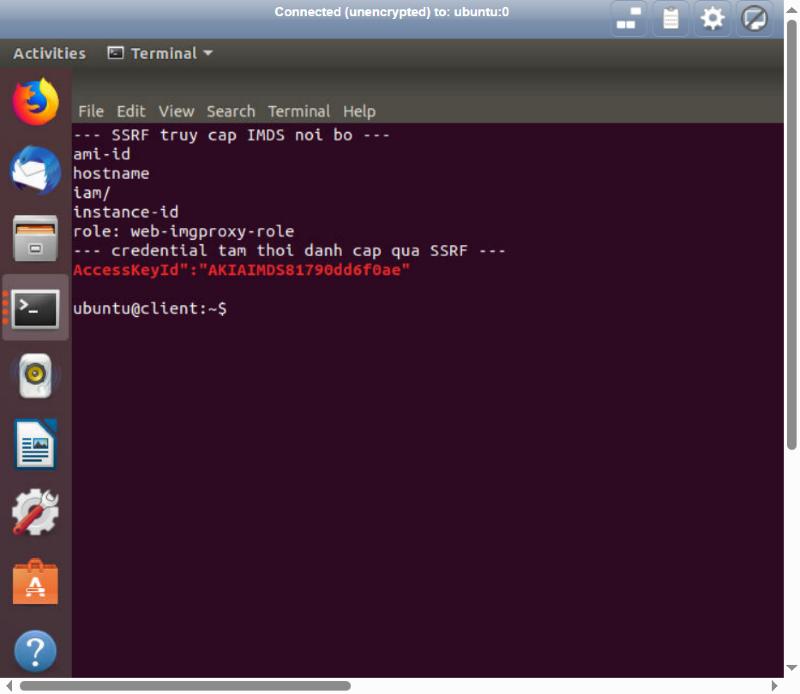 Connected (unencrypted) to: ubuntu:0
Activities Terminal
File Edit View Search Terminal Help
--- SSRF truy cap IMDS noi bo ---
ami-id
hostname
iam/
instance-id
role: web-imgproxy-role
--- credential tam thoi danh cap qua SSRF ---
AccessKeyId":"AKIAIMDS81790dd6f0ae"
ubuntu@client:~$